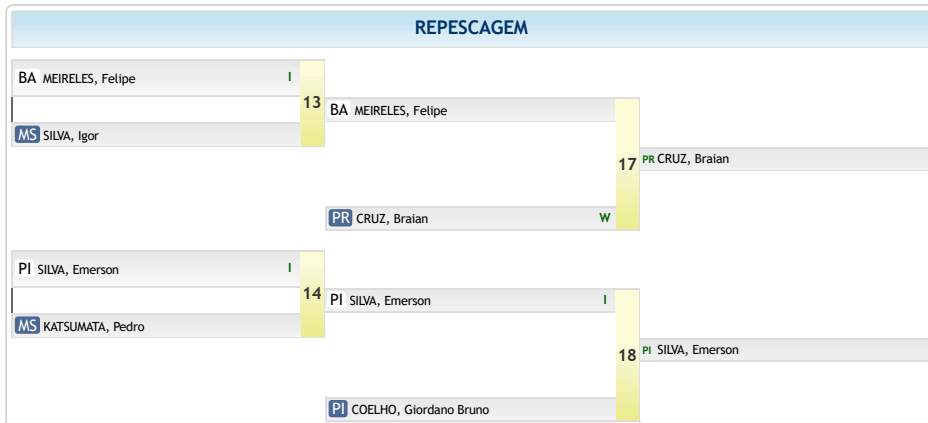 REPESCAGEM
BA MEIRELES, Felipe I
13
MS SILVA, Igor
BA MEIRELES, Felipe
17
PR CRUZ, Braian
PR CRUZ, Braian W
PI SILVA, Emerson I
14
MS KATSUMATA, Pedro
PI SILVA, Emerson I
18
PI SILVA, Emerson
PI COELHO, Giordano Bruno